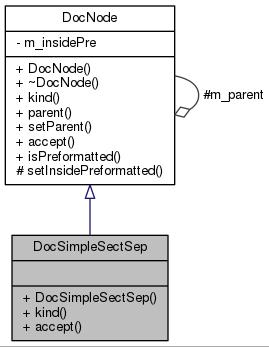 DocNode
- m_insidePre
+ DocNode()
+ ~DocNode()
+ kind()
+ parent()
+ setParent()
+ accept()
+ isPreformatted()
# setInsidePreformatted()
#m_parent
DocSimpleSectSep
+ DocSimpleSectSep()
+ kind()
+ accept()